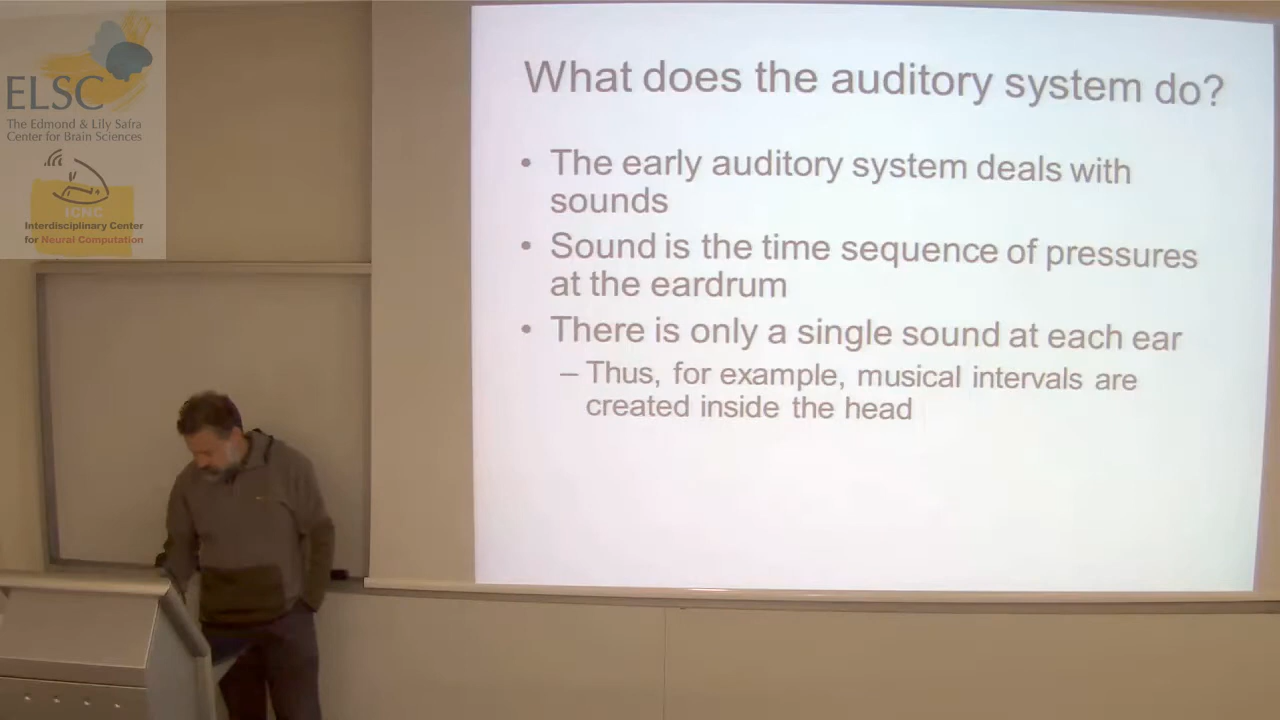 ELSC
The Edmond & Lily Safra
Center for Brain Sciences
ICNC
Interdisciplinary Center
for Neural Computation
What does the auditory system do?
• The early auditory system deals with
sounds
• Sound is the time sequence of pressures
at the eardrum
• There is only a single sound at each ear
– Thus, for example, musical intervals are
created inside the head